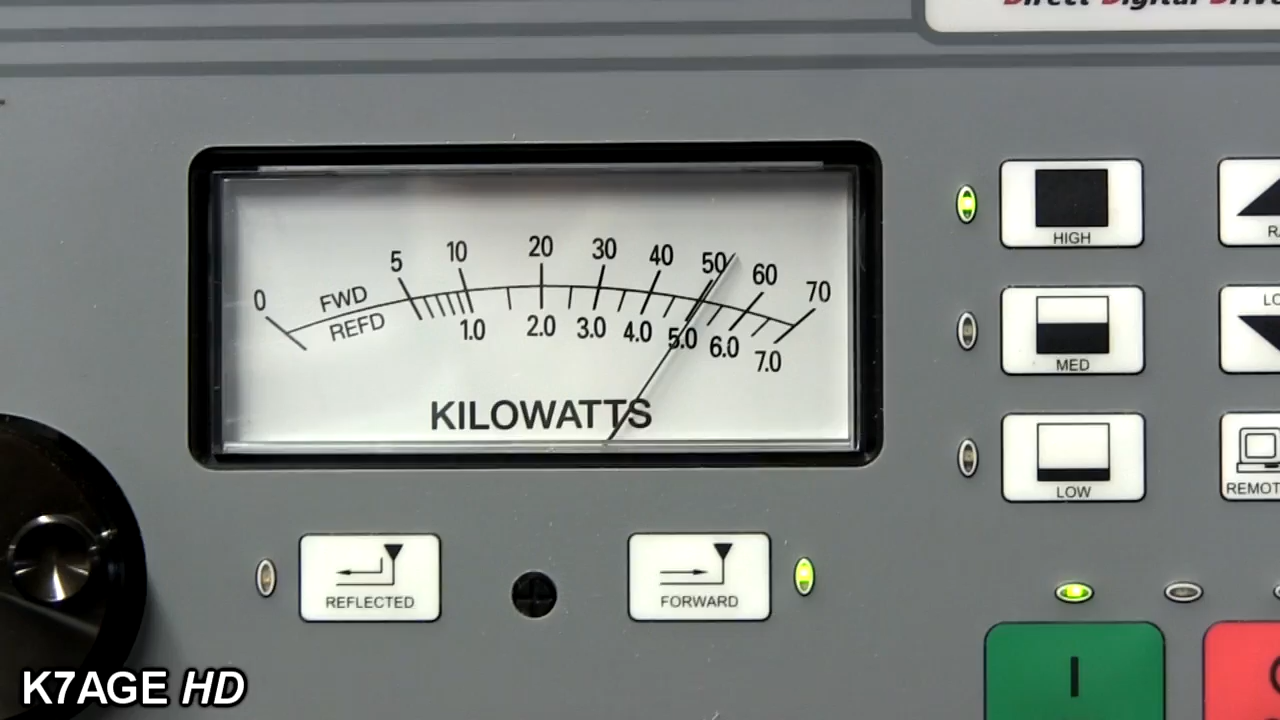 Direct Digital Drive
0 5 10 20 30 40 50 60 70
FWD
REFD
1.0 2.0 3.0 4.0 5.0 6.0 7.0
KILOWATTS
HIGH
MED
LOW
REFLECTED
FORWARD
I
K7AGE HD